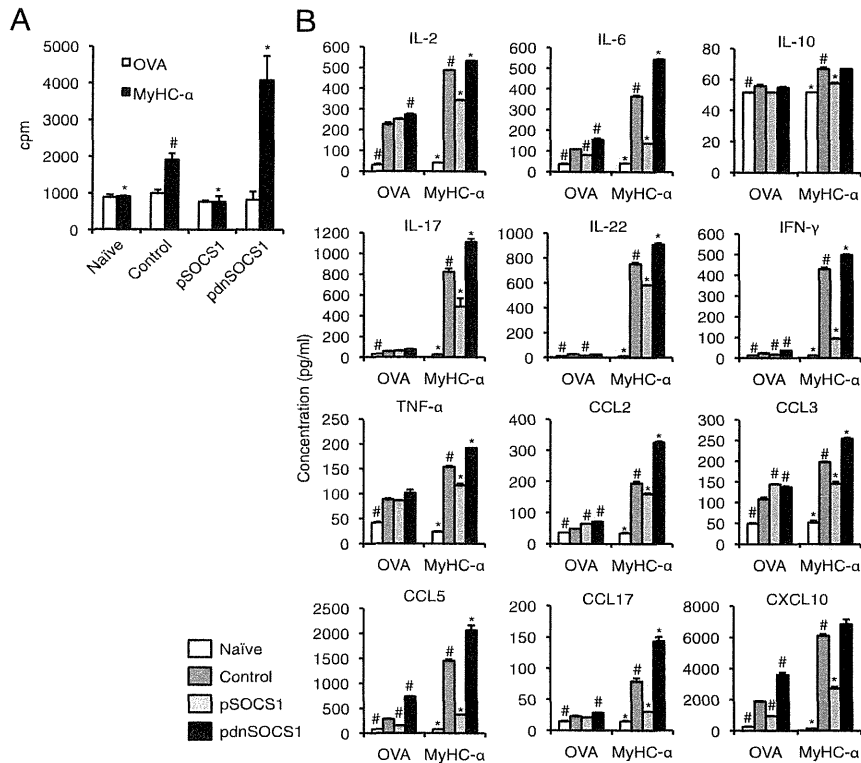 A
5000
4000
3000
2000
1000
0
cpm
OVA
MyHC-α
*
#
*
*
Naïve
Control
pSOCS1
pdnSOCS1
B
Concentration (pg/ml)
IL-2
600
500
400
300
200
100
0
# # * # * *
OVA MyHC-α
IL-6
600
500
400
300
200
100
0
# # # * # * *
OVA MyHC-α
IL-10
80
60
40
20
0
# * # *
OVA MyHC-α
IL-17
1200
1000
800
600
400
200
0
# * # * *
OVA MyHC-α
IL-22
1000
800
600
400
200
0
# # * # * *
OVA MyHC-α
IFN-γ
600
500
400
300
200
100
0
# # # * # * *
OVA MyHC-α
TNF-α
250
200
150
100
50
0
# * # * *
OVA MyHC-α
CCL2
400
300
200
100
0
# # # * # * *
OVA MyHC-α
CCL3
300
250
200
150
100
50
0
# # # * # * *
OVA MyHC-α
CCL5
2500
2000
1500
1000
500
0
# # # * # * *
OVA MyHC-α
CCL17
200
150
100
50
0
# # * # * *
OVA MyHC-α
CXCL10
8000
6000
4000
2000
0
# # # * # *
OVA MyHC-α
Naïve
Control
pSOCS1
pdnSOCS1